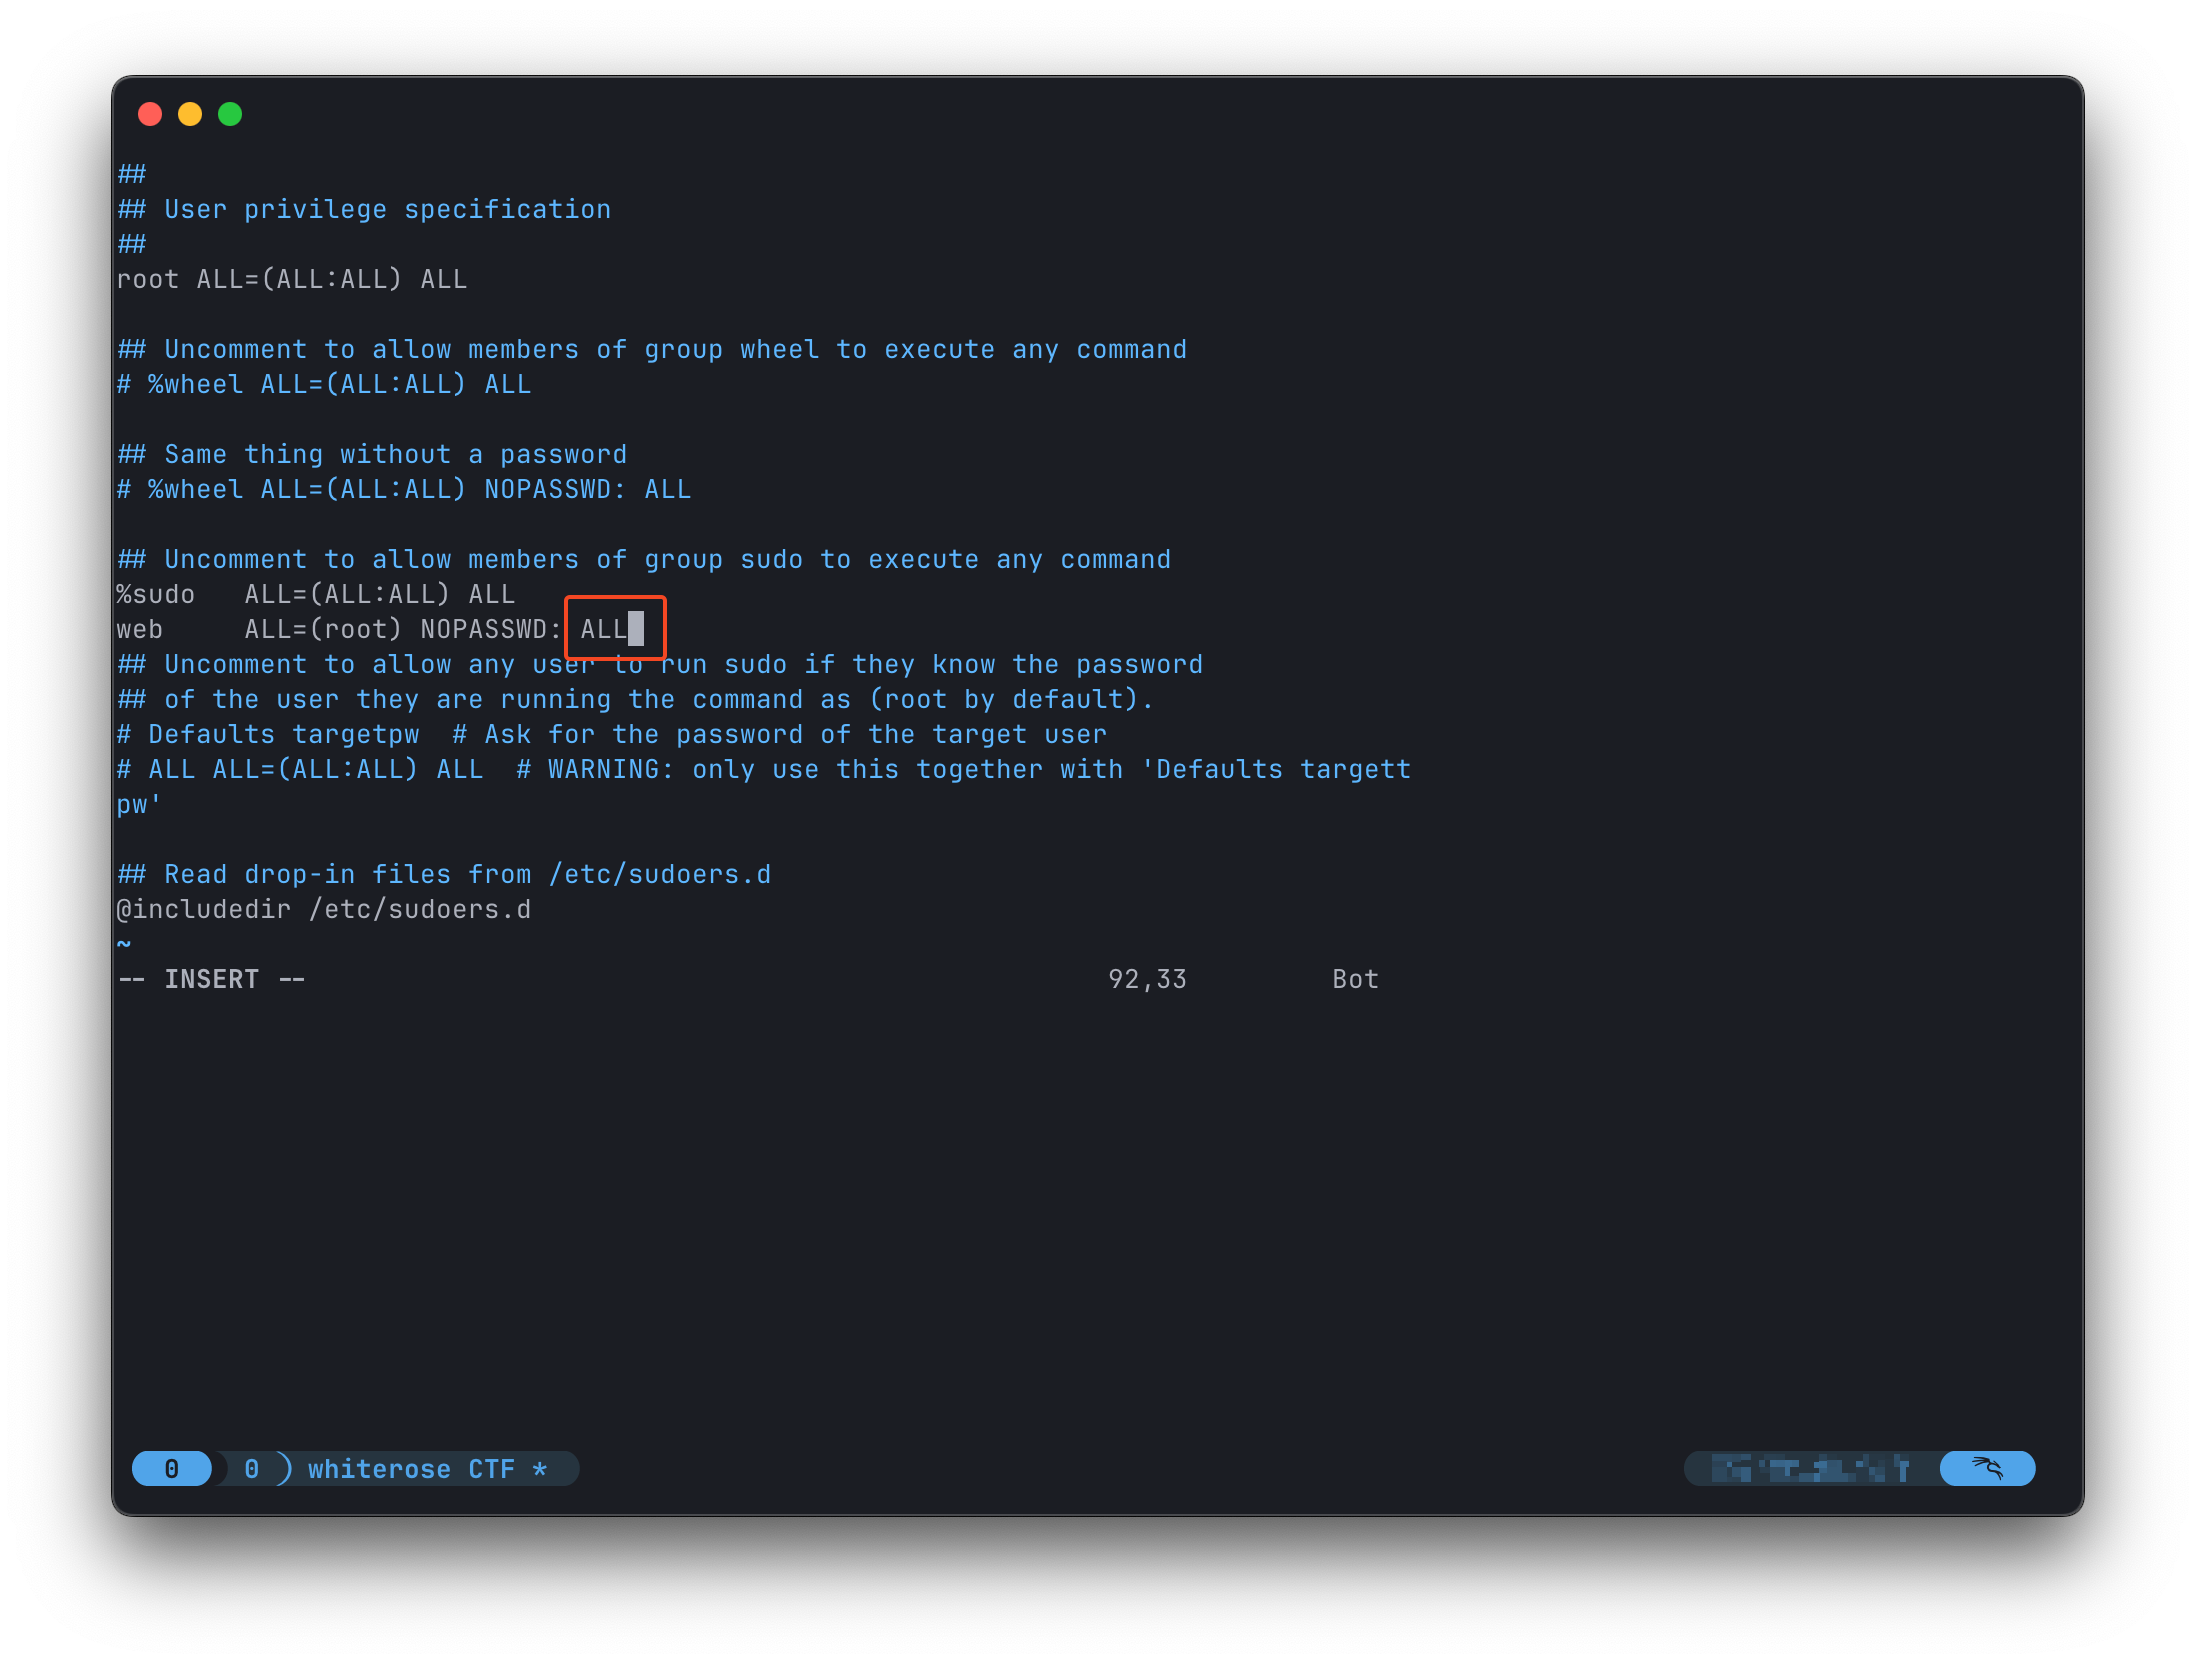 ##
## User privilege specification
##
root ALL=(ALL:ALL) ALL
## Uncomment to allow members of group wheel to execute any command
# %wheel ALL=(ALL:ALL) ALL
## Same thing without a password
# %wheel ALL=(ALL:ALL) NOPASSWD: ALL
## Uncomment to allow members of group sudo to execute any command
%sudo   ALL=(ALL:ALL) ALL
web     ALL=(root) NOPASSWD: ALL
## Uncomment to allow any user to run sudo if they know the password
## of the user they are running the command as (root by default).
# Defaults targetpw  # Ask for the password of the target user
# ALL ALL=(ALL:ALL) ALL  # WARNING: only use this together with 'Defaults targett
pw'
## Read drop-in files from /etc/sudoers.d
@includedir /etc/sudoers.d
~
-- INSERT --                                                  92,33         Bot
0 0 whiterose CTF *